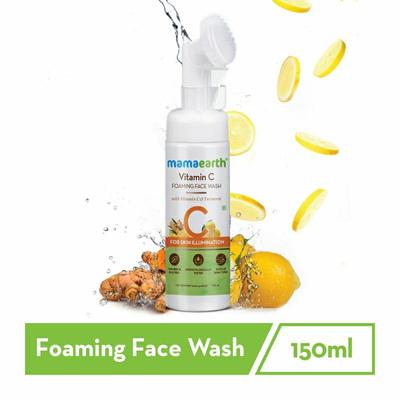 mamaearth
Vitamin C
FOAMING FACE WASH
with Vitamin C & Turmeric
C
FOR SKIN ILLUMINATION
Foaming Face Wash
150ml